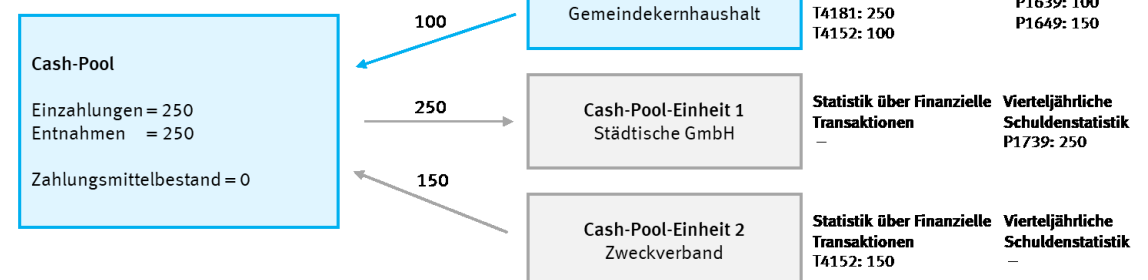 100
Cash-Pool
Einzahlungen = 250
Entnahmen = 250
Zahlungsmittelbestand = 0
250
150
Gemeindekernhaushalt
T4181: 250
T4152: 100
P1639: 100
P1649: 150
Cash-Pool-Einheit 1
Städtische GmbH
Statistik über Finanzielle
Transaktionen
–
Vierteljährliche
Schuldenstatistik
P1739: 250
Cash-Pool-Einheit 2
Zweckverband
Statistik über Finanzielle
Transaktionen
T4152: 150
Vierteljährliche
Schuldenstatistik
–